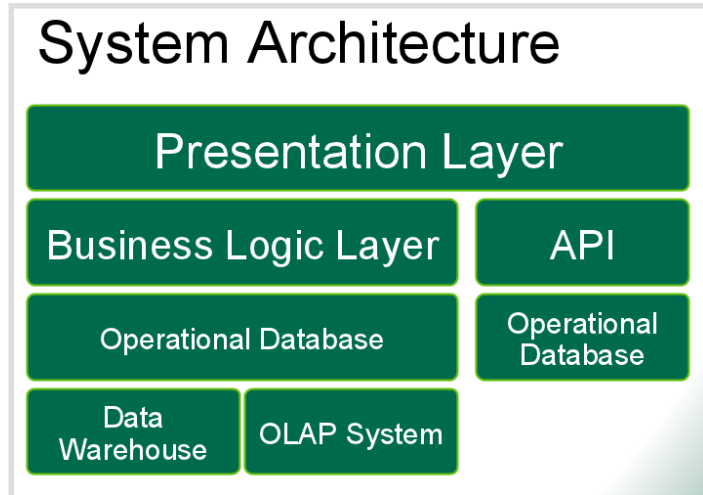 System Architecture
Presentation Layer
Business Logic Layer
API
Operational Database
Operational
Database
Data
Warehouse
OLAP System